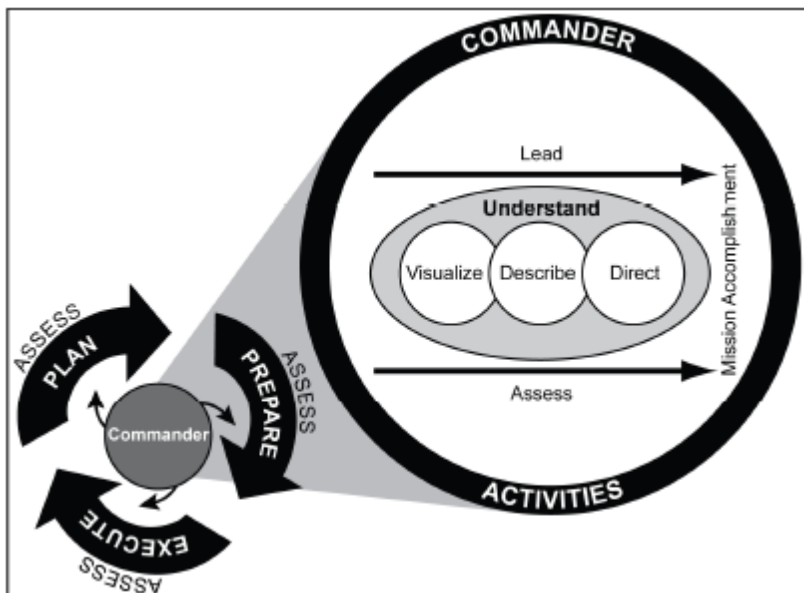 COMMANDER
Lead
Understand
Visualize
Describe
Direct
Mission Accomplishment
Assess
ACTIVITIES
ASSESS
PLAN
ASSESS
PREPARE
Commander
EXECUTE
ASSESS